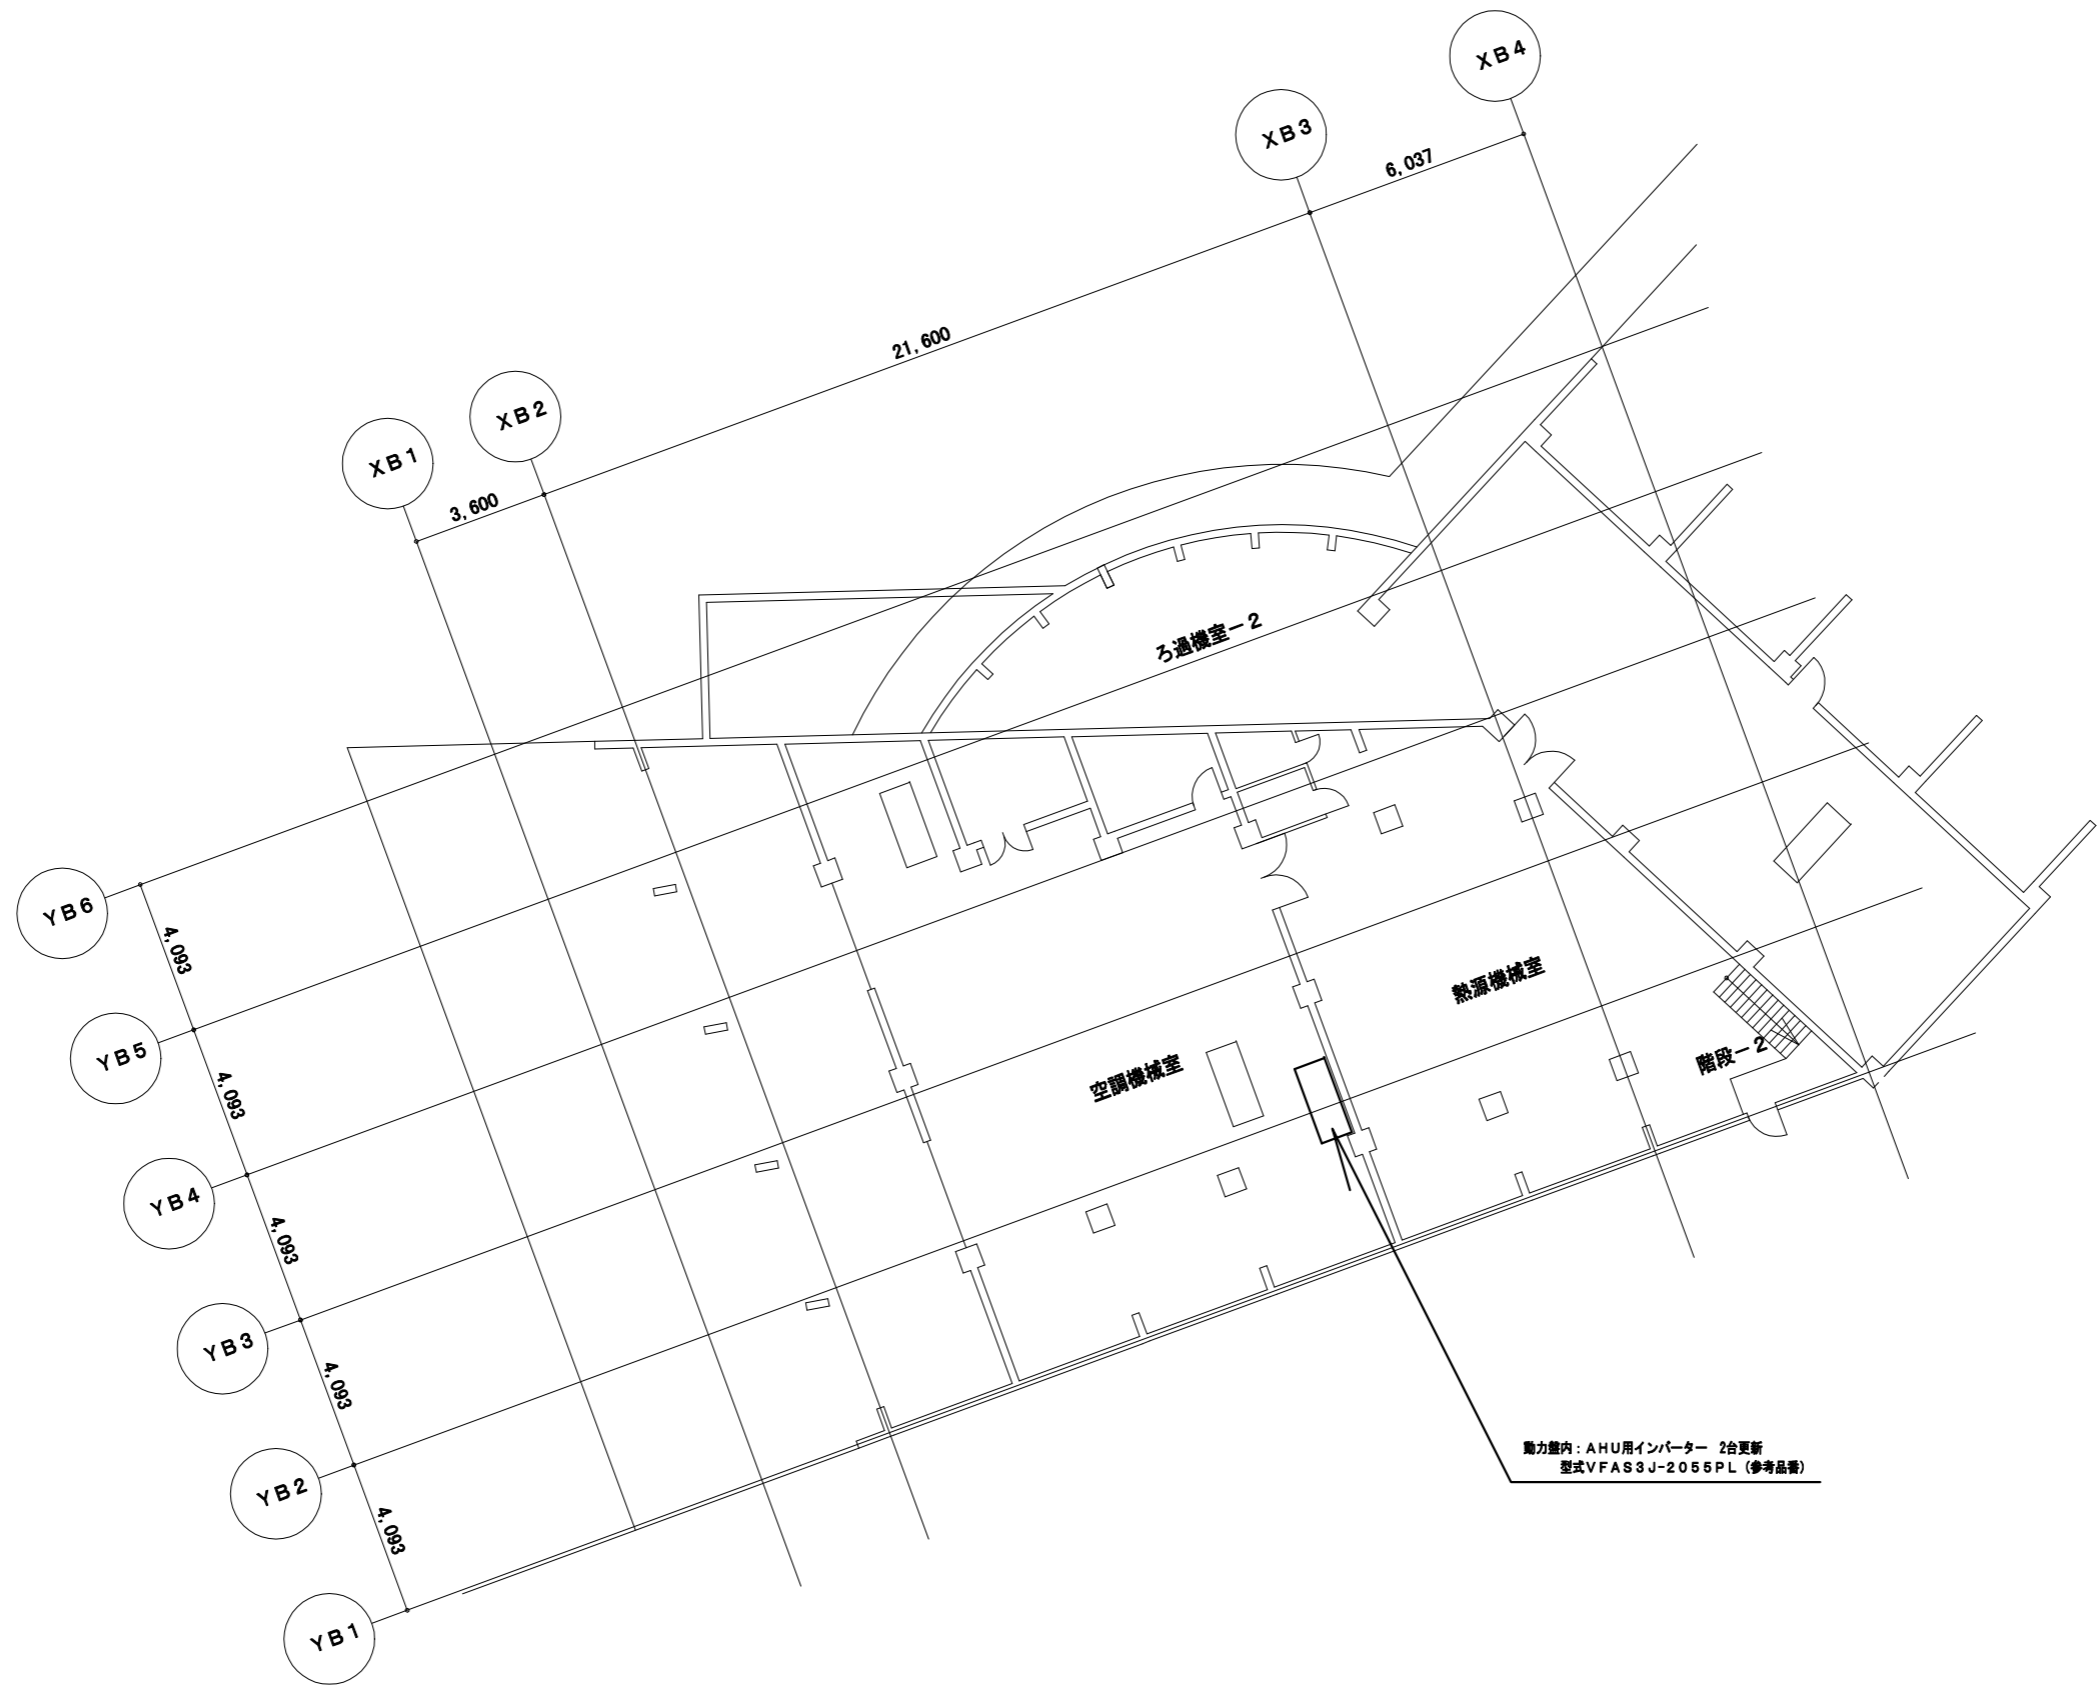 XB4
XB3
6,037
21,600
XB2
XB1
3,600
ろ過機室－2
YB6
4,093
熱源機械室
YB5
4,093
階段－2
空調機械室
YB4
4,093
YB3
4,093
動力盤内：AHU用インバーター　2台更新
型式VFAS3J-2055PL（参考品番）
YB2
4,093
YB1